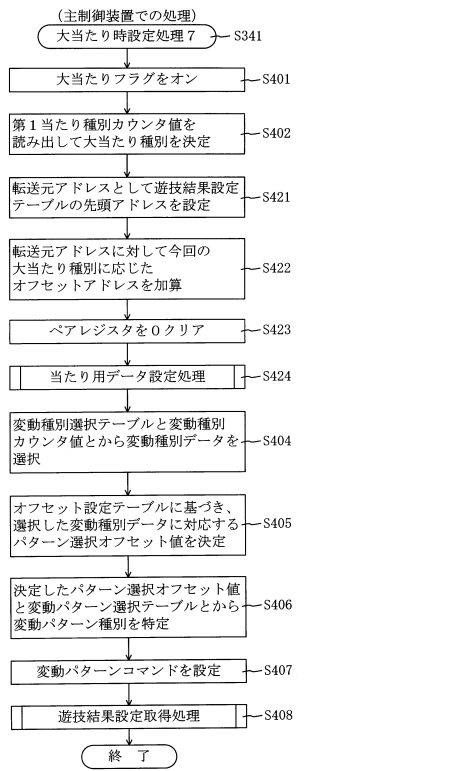 (主制御装置での処理)
大当たり時設定処理7
S341
大当たりフラグをオン
S401
第1当たり種別カウンタ値を
読み出して大当たり種別を決定
S402
転送元アドレスとして遊技結果設定
テーブルの先頭アドレスを設定
S421
転送元アドレスに対して今回の
大当たり種別に応じた
オフセットアドレスを加算
S422
ペアレジスタを0クリア
S423
当たり用データ設定処理
S424
変動種別選択テーブルと変動種別
カウンタ値とから変動種別データを
選択
S404
オフセット設定テーブルに基づき、
選択した変動種別データに対応する
パターン選択オフセット値を決定
S405
決定したパターン選択オフセット値
と変動パターン選択テーブルとから
変動パターン種別を特定
S406
変動パターンコマンドを設定
S407
遊技結果設定取得処理
S408
終 了